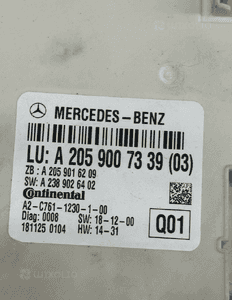 MERCEDES-BENZ
LU: A 205 900 73 39 (03)
ZB : A 205 901 62 09
SW: A 238 902 64 02
Continental
A2-C761-1230-1-00
Diag: 0008 SW: 18-12-00
181125 0104 HW: 14-31
Q01